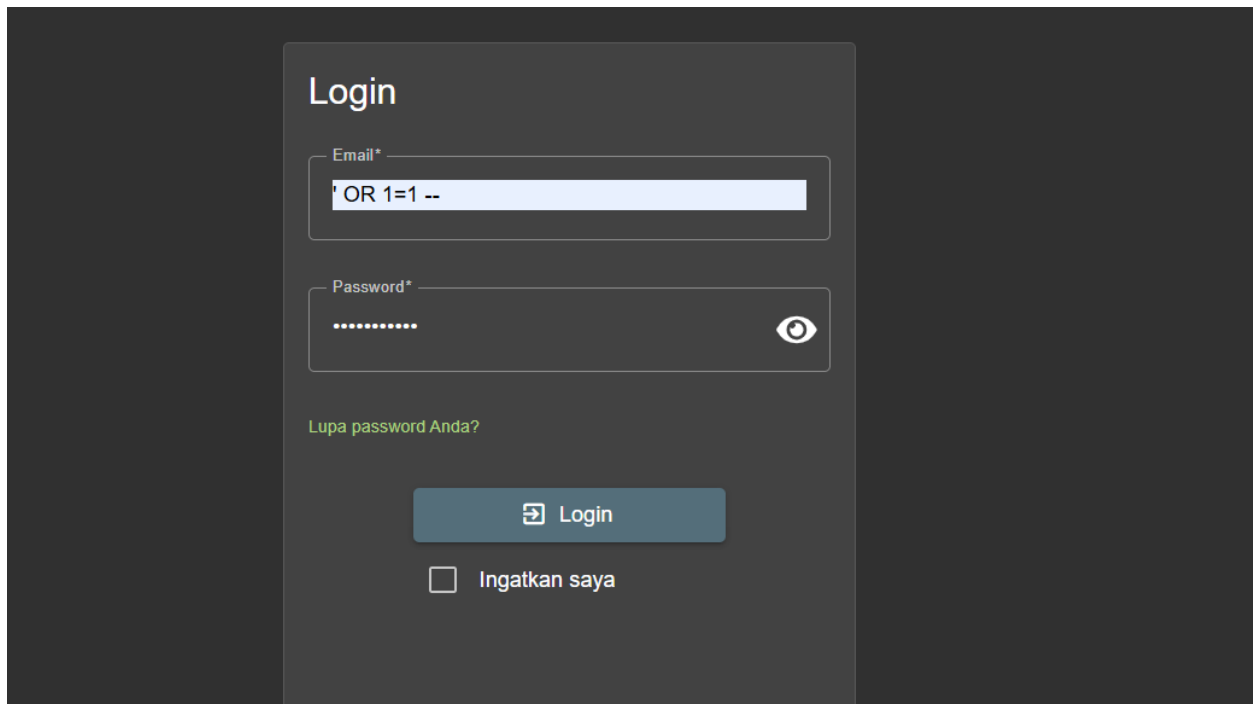 Login
Email*
' OR 1=1 --
Password*
•••••••••••
Lupa password Anda?
Login
Ingatkan saya